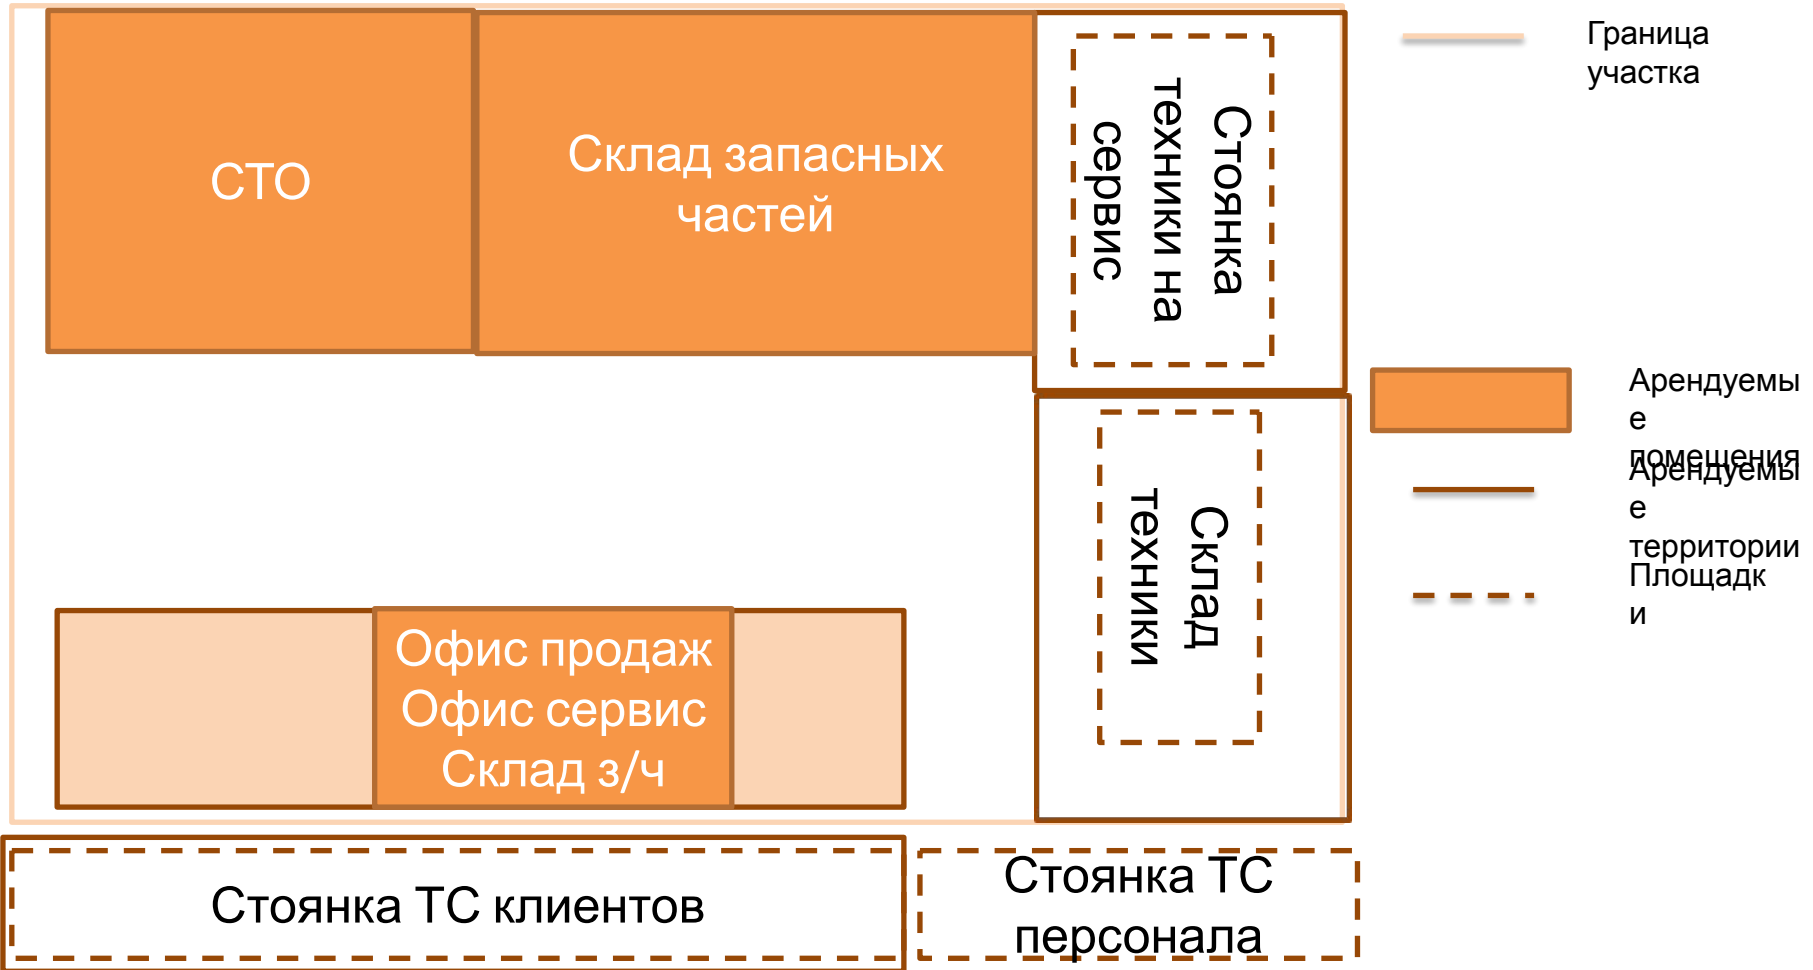 СТО
Склад запасных
частей
Стоянка
техники на
сервис
Склад
техники
Офис продаж
Офис сервис
Склад з/ч
Стоянка ТС клиентов
Стоянка ТС
персонала
Граница
участка
Арендуемы
е
помещения
Арендуемы
е
территории
Площадк
и